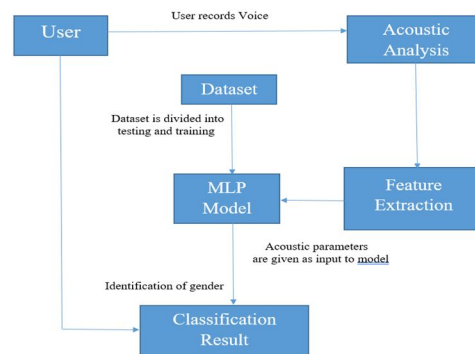 User records Voice
User
Acoustic
Analysis
Dataset
Dataset is divided into
testing and training
MLP
Model
Feature
Extraction
Acoustic parameters
are given as input to model
Identification of gender
Classification
Result